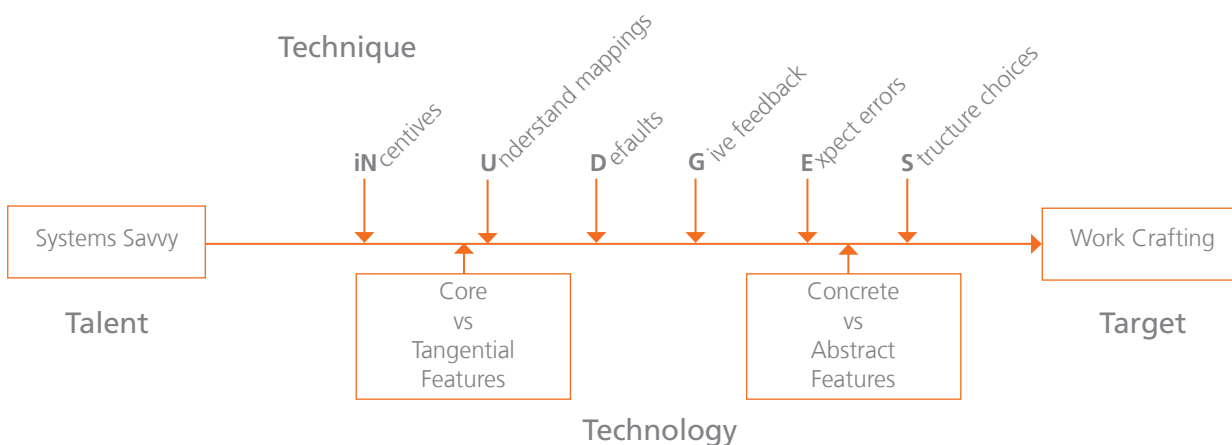 Technique
iNcentives
Understand mappings
Defaults
Give feedback
Expect errors
Structure choices
Systems Savvy
Work Crafting
Talent
Core
vs
Tangential
Features
Concrete
vs
Abstract
Features
Target
Technology